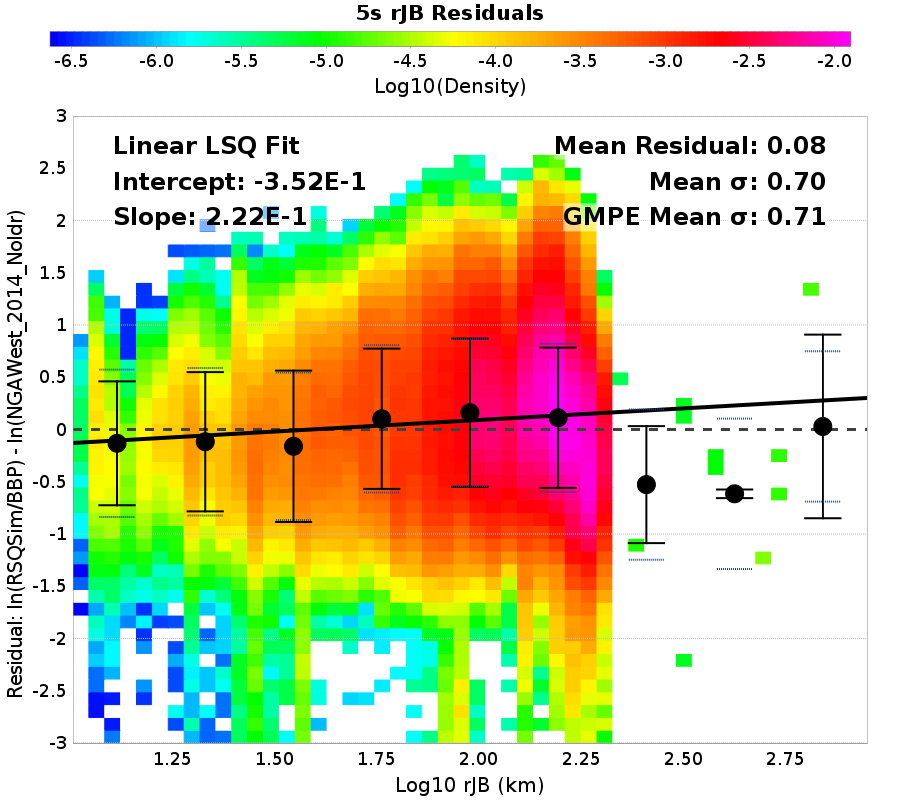 5s rJB Residuals
-6.5 -6.0 -5.5 -5.0 -4.5 -4.0 -3.5 -3.0 -2.5 -2.0
Log10(Density)
Linear LSQ Fit
Intercept: -3.52E-1
Slope: 2.22E-1
Mean Residual: 0.08
Mean σ: 0.70
GMPE Mean σ: 0.71
Residual: ln(RSQSim/BBP) - ln(NGAWest_2014_NoIdr)
3
2.5
2
1.5
1
0.5
0
-0.5
-1
-1.5
-2
-2.5
-3
1.25 1.50 1.75 2.00 2.25 2.50 2.75
Log10 rJB (km)